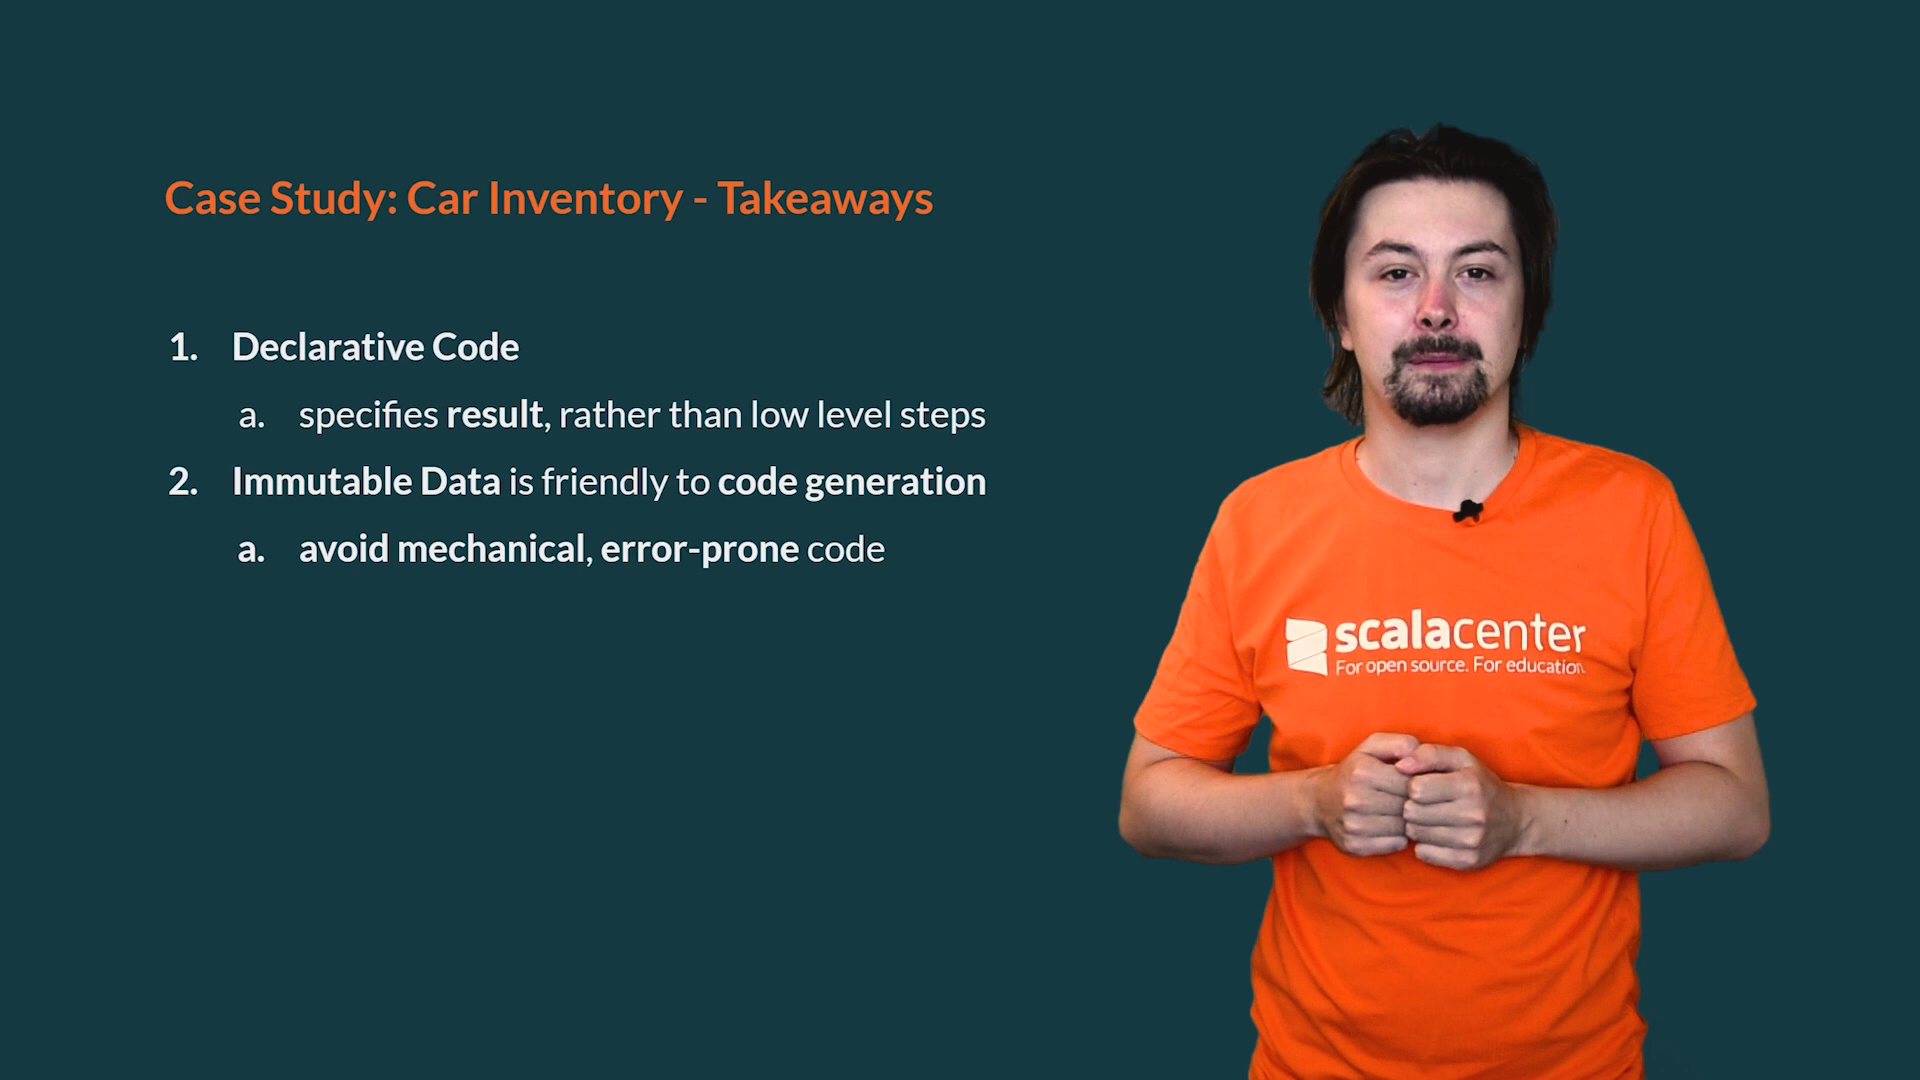 Case Study: Car Inventory - Takeaways
1. Declarative Code
a. specifies result, rather than low level steps
2. Immutable Data is friendly to code generation
a. avoid mechanical, error-prone code
scalacenter
For open source. For education.